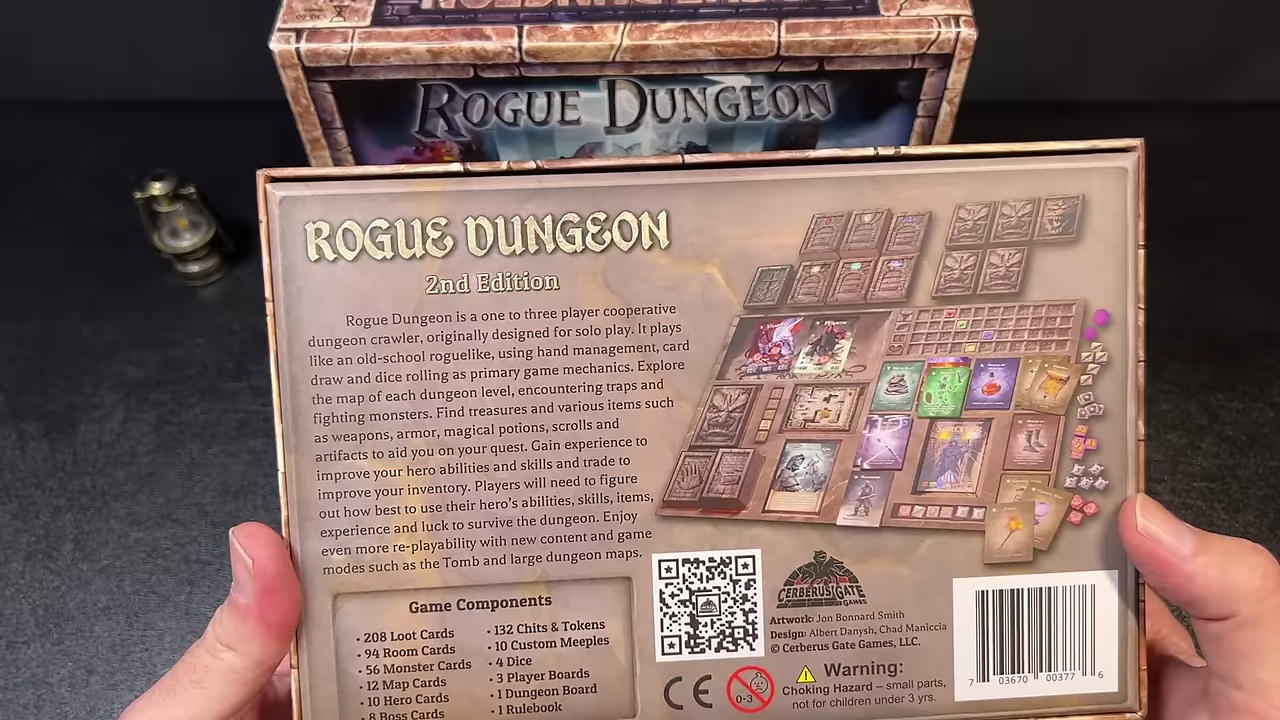 ROGUE DUNGEON
ROGUE DUNGEON
2nd Edition
Rogue Dungeon is a one to three player cooperative
dungeon crawler, originally designed for solo play. It plays
like an old-school roguelike, using hand management, card
draw and dice rolling as primary game mechanics. Explore
the map of each dungeon level, encountering traps and
fighting monsters. Find treasures and various items such
as weapons, armor, magical potions, scrolls and
artifacts to aid you on your quest. Gain experience to
improve your hero abilities and skills and trade to
improve your inventory. Players will need to figure
out how best to use their hero's abilities, skills, items,
experience and luck to survive the dungeon. Enjoy
even more re-playability with new content and game
modes such as the Tomb and large dungeon maps.
Game Components
• 208 Loot Cards
• 94 Room Cards
• 56 Monster Cards
• 12 Map Cards
• 10 Hero Cards
• 8 Boss Cards
• 132 Chits & Tokens
• 10 Custom Meeples
• 4 Dice
• 3 Player Boards
• 1 Dungeon Board
• 1 Rulebook
SORCERER
CERBERUS GATE
GAMES
Artwork: Jon Bonnard Smith
Design: Albert Danysh, Chad Maniccia
© Cerberus Gate Games, LLC.
CE
0-3
Warning:
Choking Hazard – small parts,
not for children under 3 yrs.
7 03670 00377 6